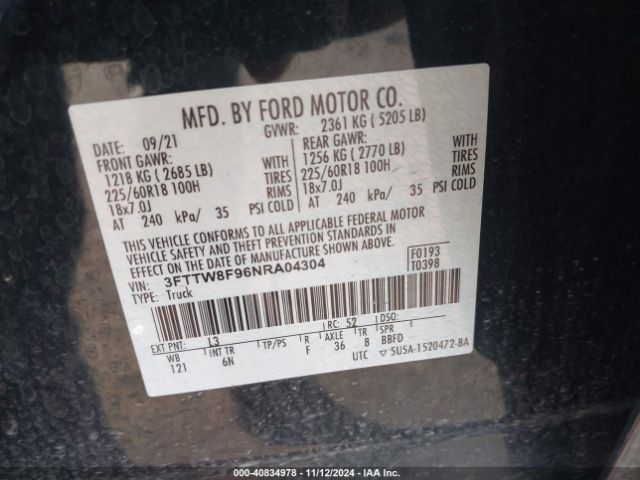 MFD. BY FORD MOTOR CO.
DATE: 09/21 GVWR: 2361 KG ( 5205 LB)
FRONT GAWR: REAR GAWR:
1218 KG ( 2685 LB) WITH 1256 KG ( 2770 LB) WITH
225/60R18 100H TIRES 225/60R18 100H TIRES
18x7.0J RIMS 18x7.0J RIMS
AT 240 kPa/ 35 PSI COLD AT 240 kPa/ 35 PSI COLD
THIS VEHICLE CONFORMS TO ALL APPLICABLE FEDERAL MOTOR
VEHICLE SAFETY AND THEFT PREVENTION STANDARDS IN
EFFECT ON THE DATE OF MANUFACTURE SHOWN ABOVE.
VIN: 3FTTW8F96NRA04304 F0193
TYPE: Truck T0398
EXT PNT: L3 RC: 52 DSO:
WB INT TR TP/PS R AXLE TR SPR
121 6N F 36 8 BBFD
UTC ▽ 5U5A-1520472-BA
000-40834978 - 11/12/2024 - IAA Inc.